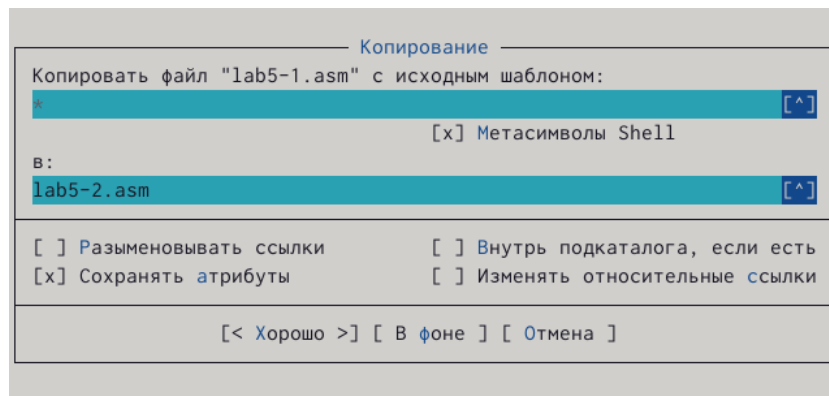 Копирование
Копировать файл "lab5-1.asm" с исходным шаблоном:
* [^]
[x] Метасимволы Shell
в:
lab5-2.asm [^]
[ ] Разыменовывать ссылки [ ] Внутрь подкаталога, если есть
[x] Сохранять атрибуты [ ] Изменять относительные ссылки
[< Хорошо >] [ В фоне ] [ Отмена ]